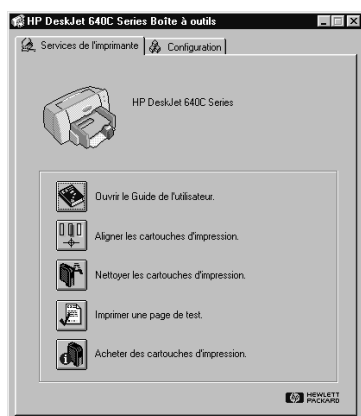 HP DeskJet 640C Series Boîte à outils
Services de l'imprimante Configuration
HP DeskJet 640C Series
Ouvrir le Guide de l'utilisateur.
Aligner les cartouches d'impression.
Nettoyer les cartouches d'impression.
Imprimer une page de test.
Acheter des cartouches d'impression.
HEWLETT
PACKARD